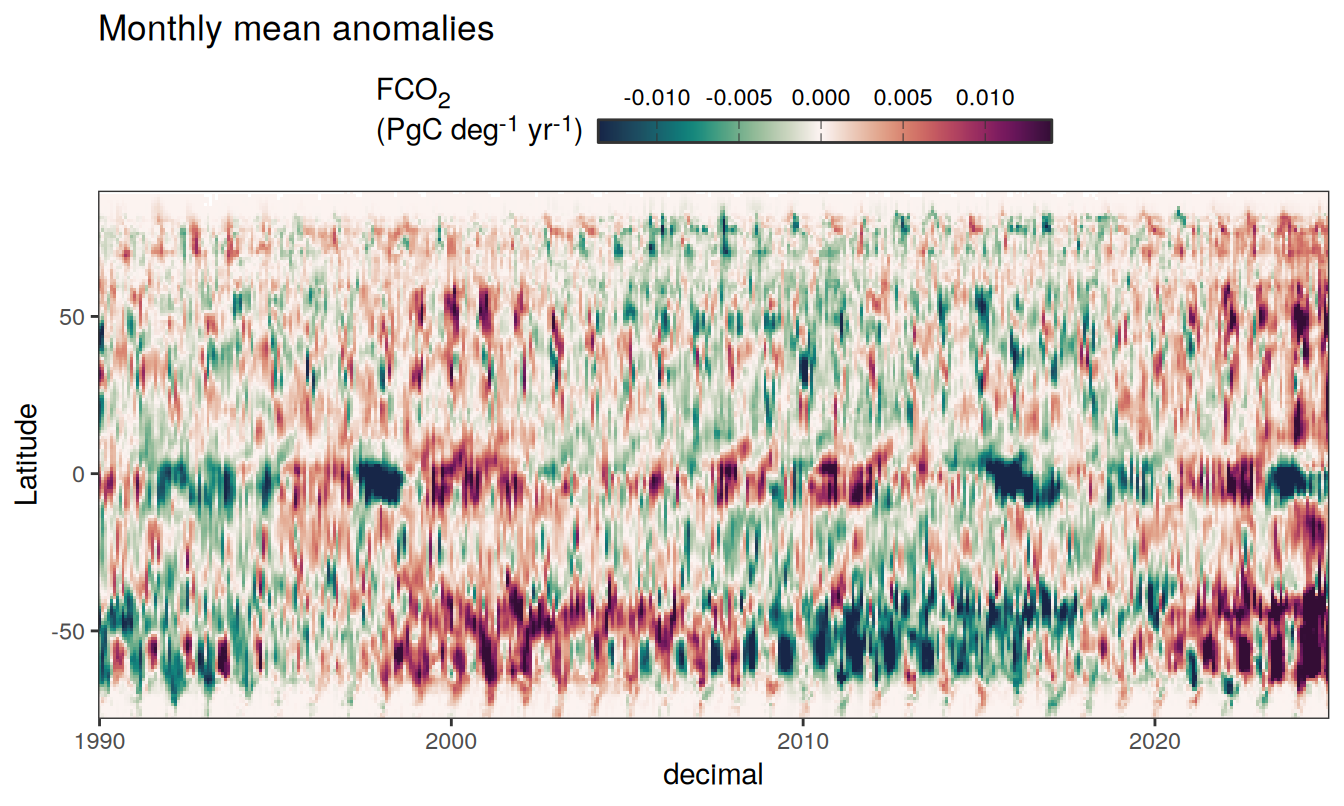 Monthly mean anomalies
FCO₂
(PgC deg⁻¹ yr⁻¹)
-0.010 -0.005 0.000 0.005 0.010
Latitude
50
0
-50
1990 2000 2010 2020
decimal